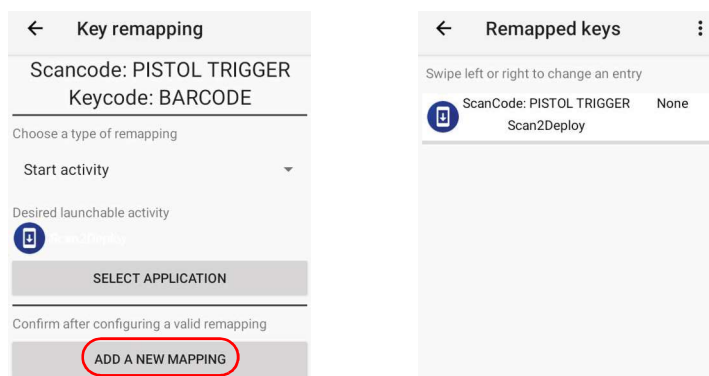 Key remapping
Scancode: PISTOL TRIGGER
Keycode: BARCODE
Choose a type of remapping
Start activity
Desired launchable activity
Scan2Deploy
SELECT APPLICATION
Confirm after configuring a valid remapping
ADD A NEW MAPPING
Remapped keys
Swipe left or right to change an entry
ScanCode: PISTOL TRIGGER None
Scan2Deploy